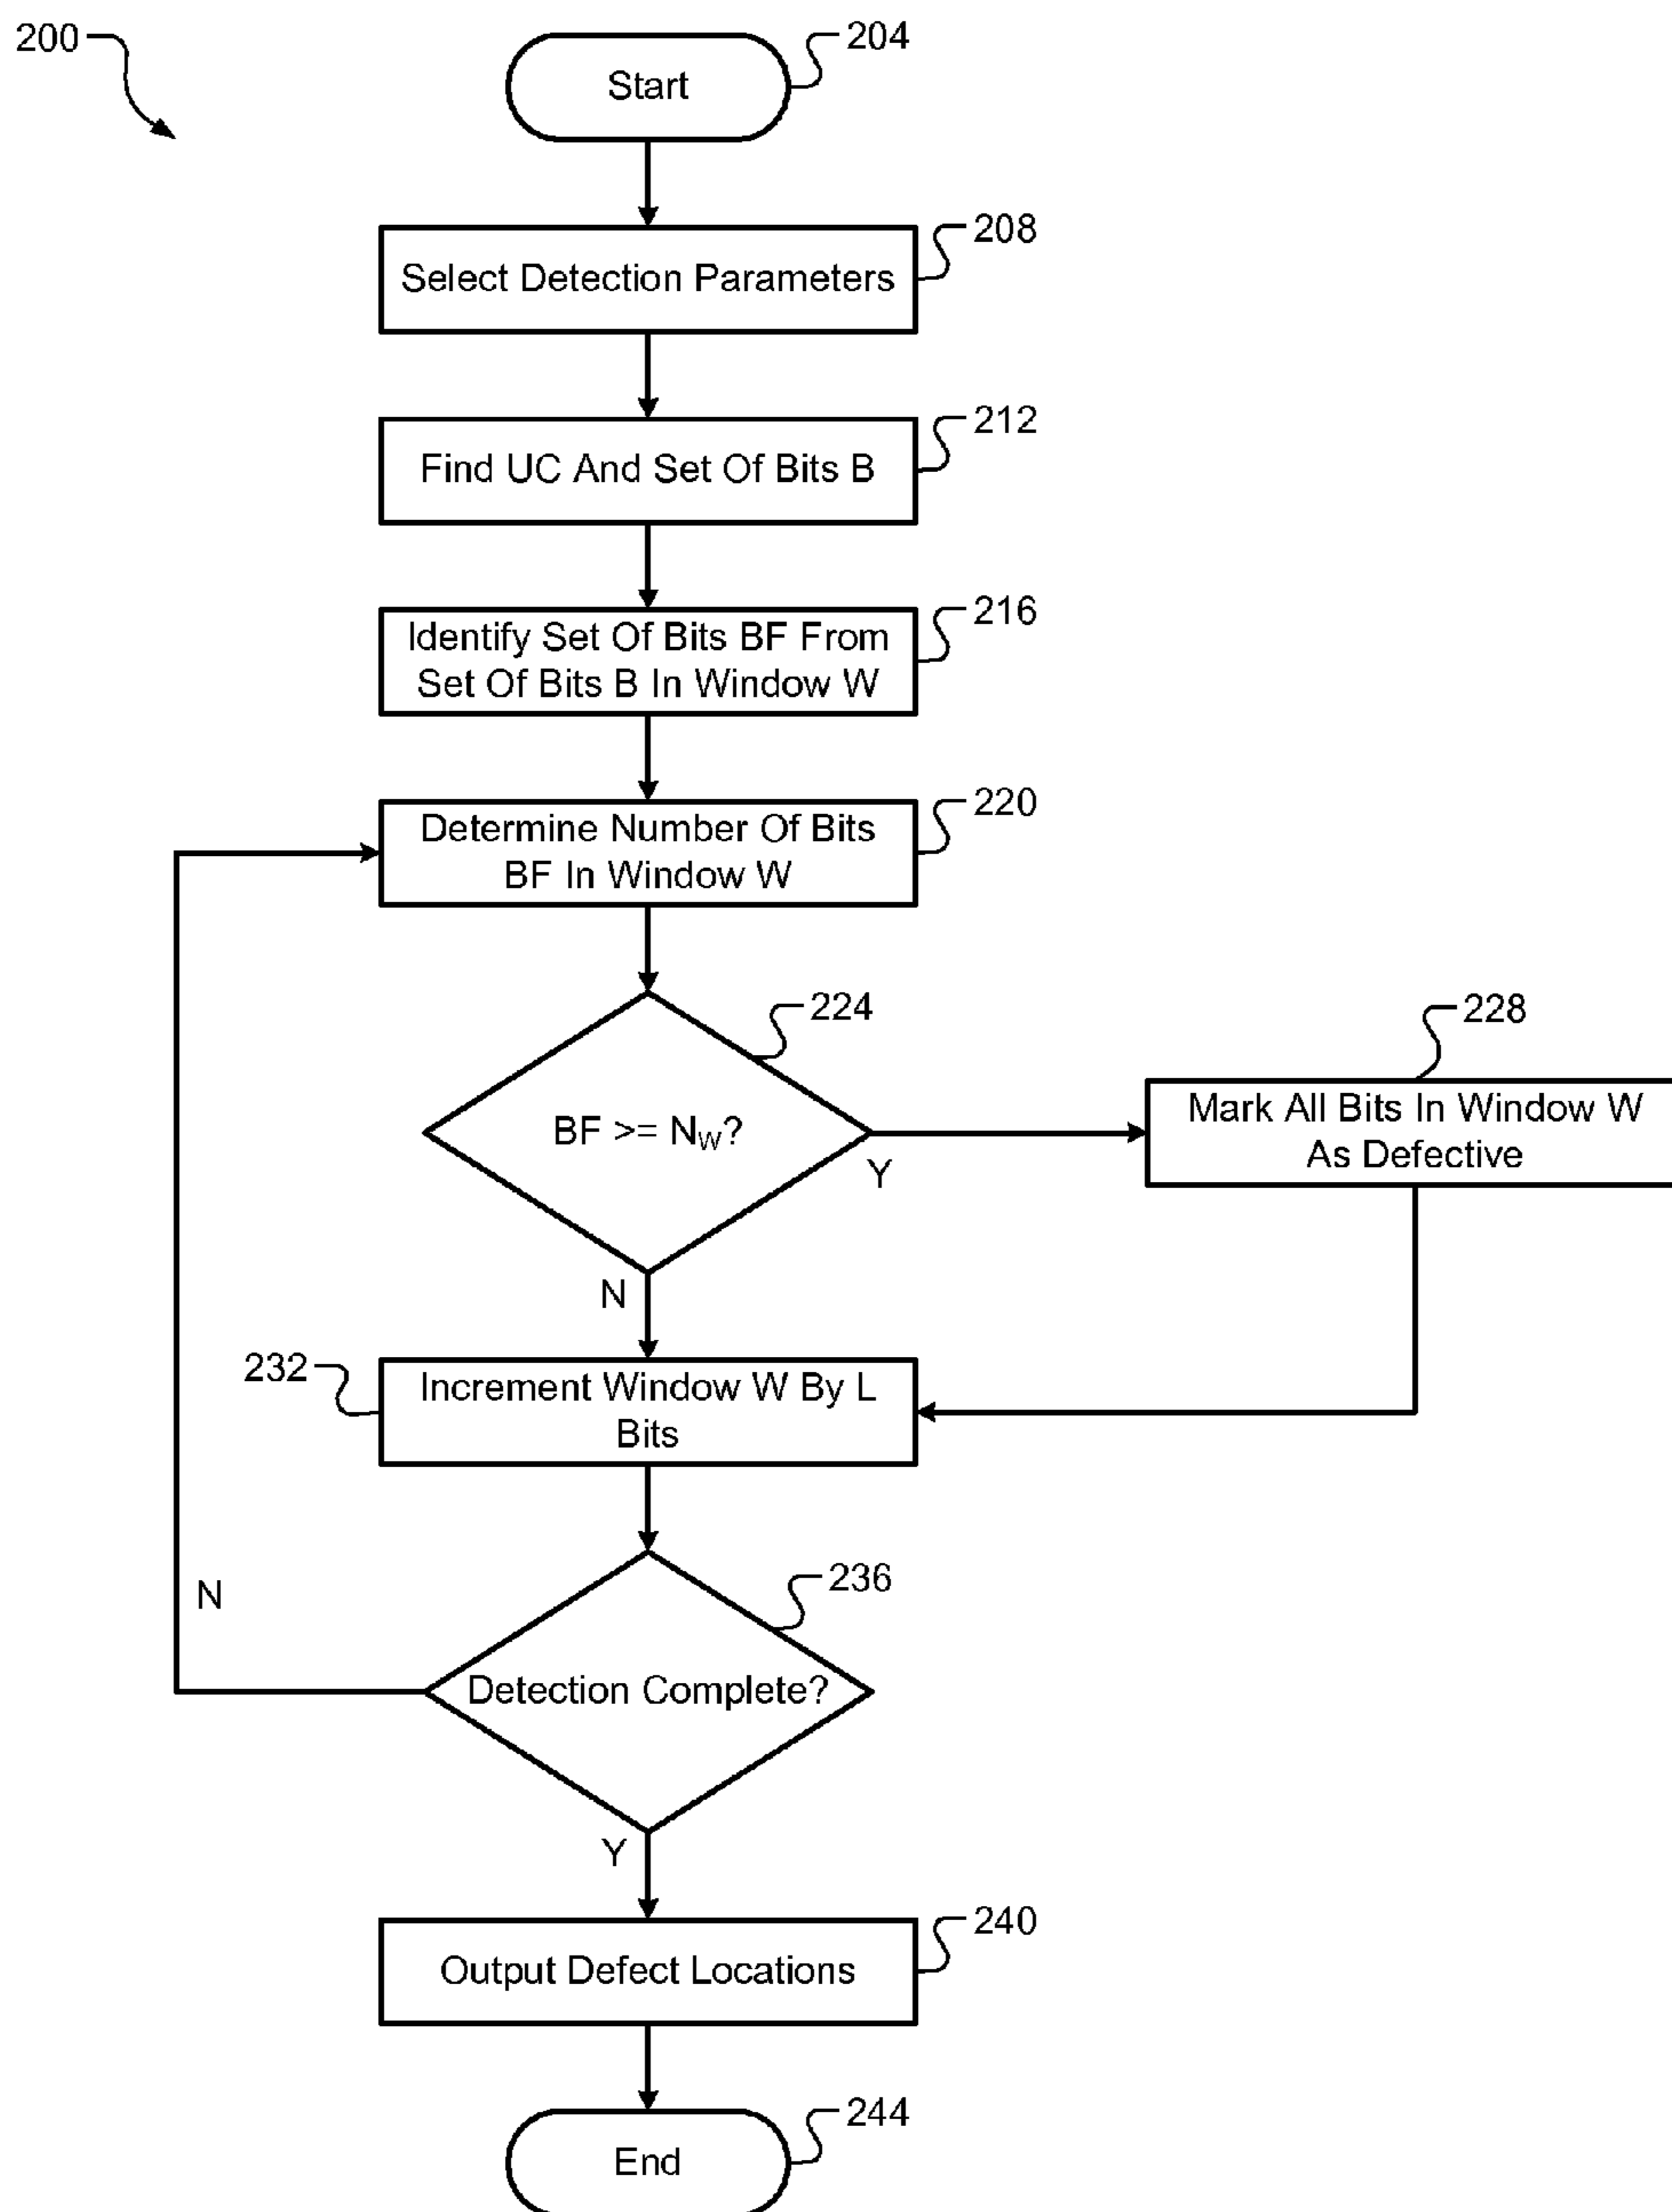 200
204
Start
208
Select Detection Parameters
212
Find UC And Set Of Bits B
216
Identify Set Of Bits BF From
Set Of Bits B In Window W
220
Determine Number Of Bits
BF In Window W
224
228
BF >= NW?
Y
Mark All Bits In Window W
As Defective
N
232
Increment Window W By L
Bits
236
N
Detection Complete?
Y
240
Output Defect Locations
244
End